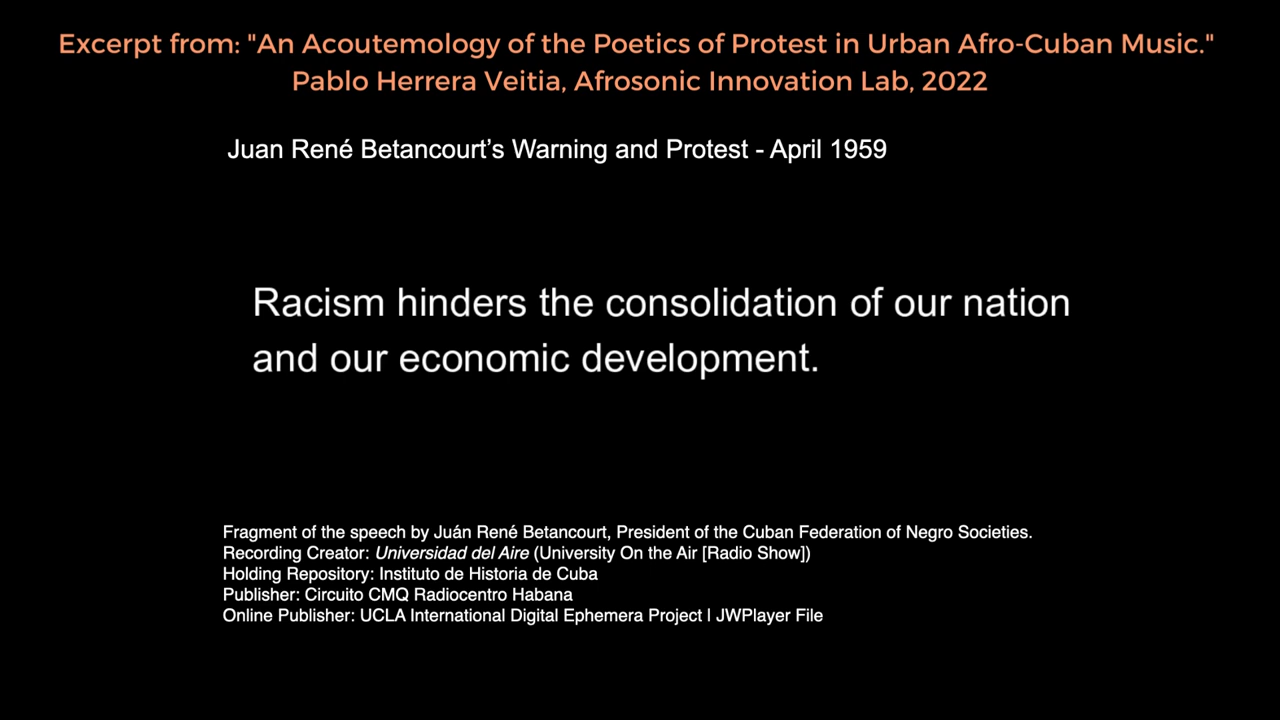 Excerpt from: "An Acoutemology of the Poetics of Protest in Urban Afro-Cuban Music."
Pablo Herrera Veitia, Afrosonic Innovation Lab, 2022
Juan René Betancourt’s Warning and Protest - April 1959
Racism hinders the consolidation of our nation
and our economic development.
Fragment of the speech by Juán René Betancourt, President of the Cuban Federation of Negro Societies.
Recording Creator: Universidad del Aire (University On the Air [Radio Show])
Holding Repository: Instituto de Historia de Cuba
Publisher: Circuito CMQ Radiocentro Habana
Online Publisher: UCLA International Digital Ephemera Project | JWPlayer File